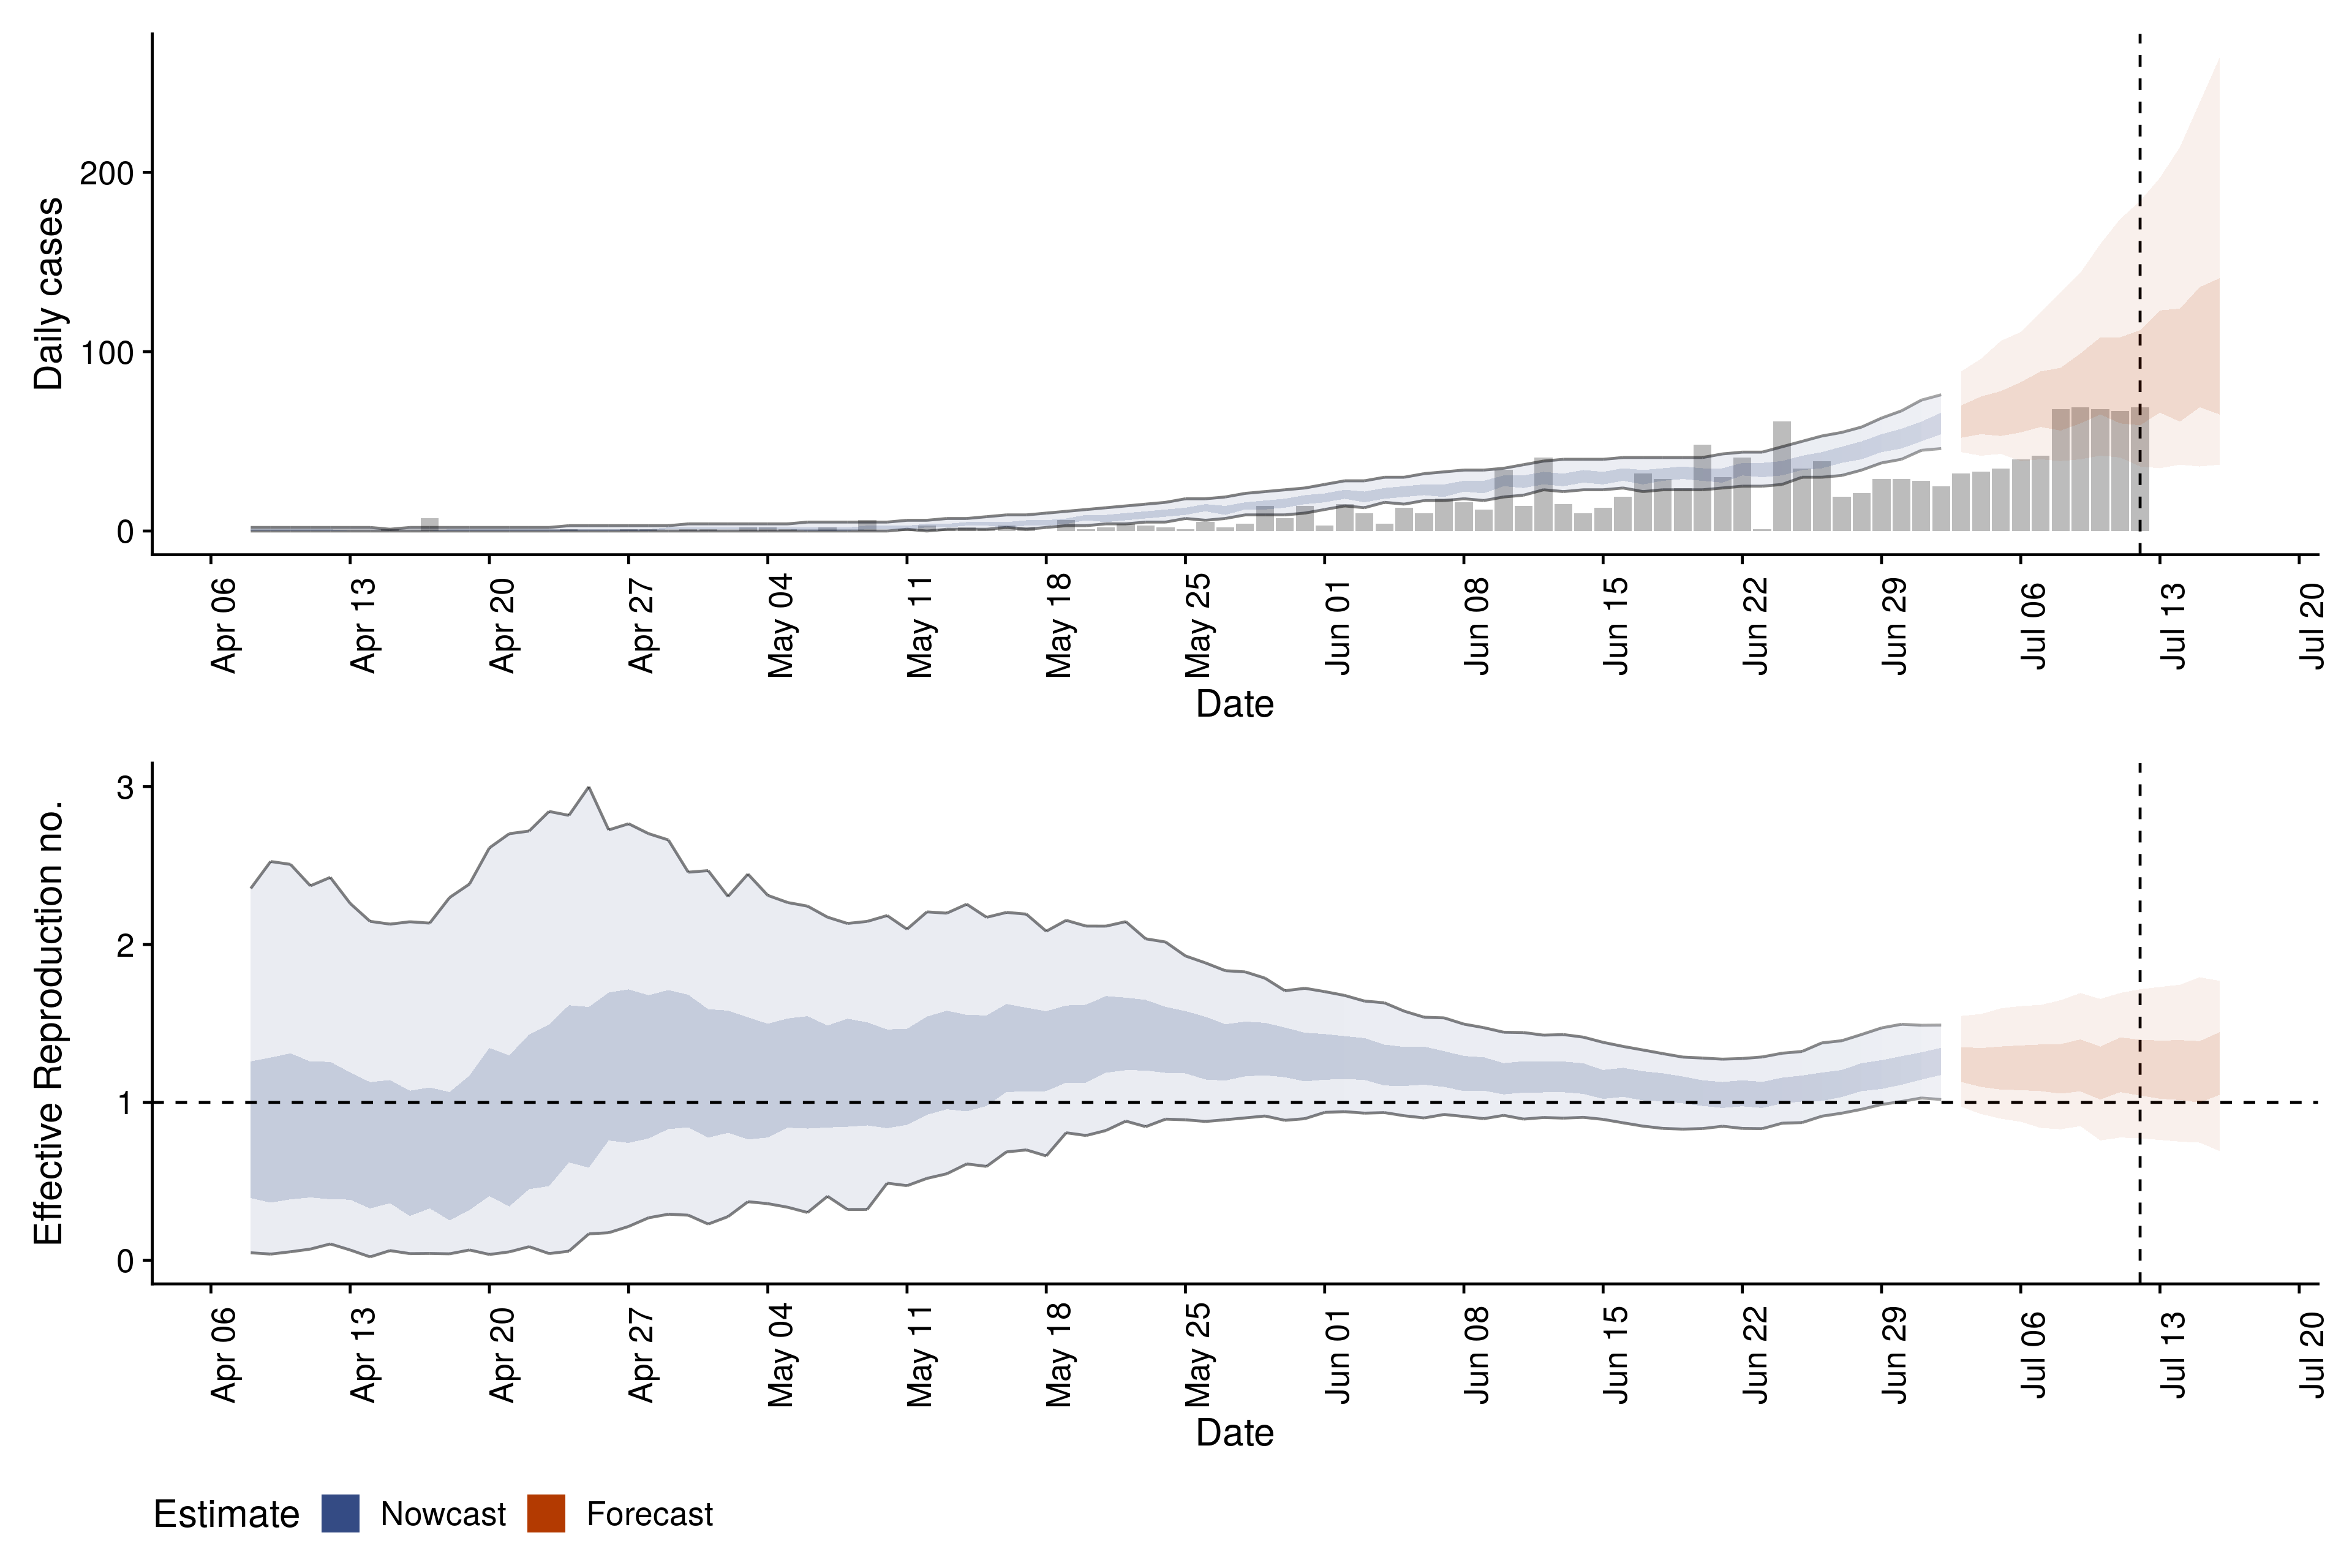 Daily cases
200
100
0
Apr 06
Apr 13
Apr 20
Apr 27
May 04
May 11
May 18
May 25
Jun 01
Jun 08
Jun 15
Jun 22
Jun 29
Jul 06
Jul 13
Jul 20
Date
Effective Reproduction no.
3
2
1
0
Apr 06
Apr 13
Apr 20
Apr 27
May 04
May 11
May 18
May 25
Jun 01
Jun 08
Jun 15
Jun 22
Jun 29
Jul 06
Jul 13
Jul 20
Date
Estimate Nowcast Forecast